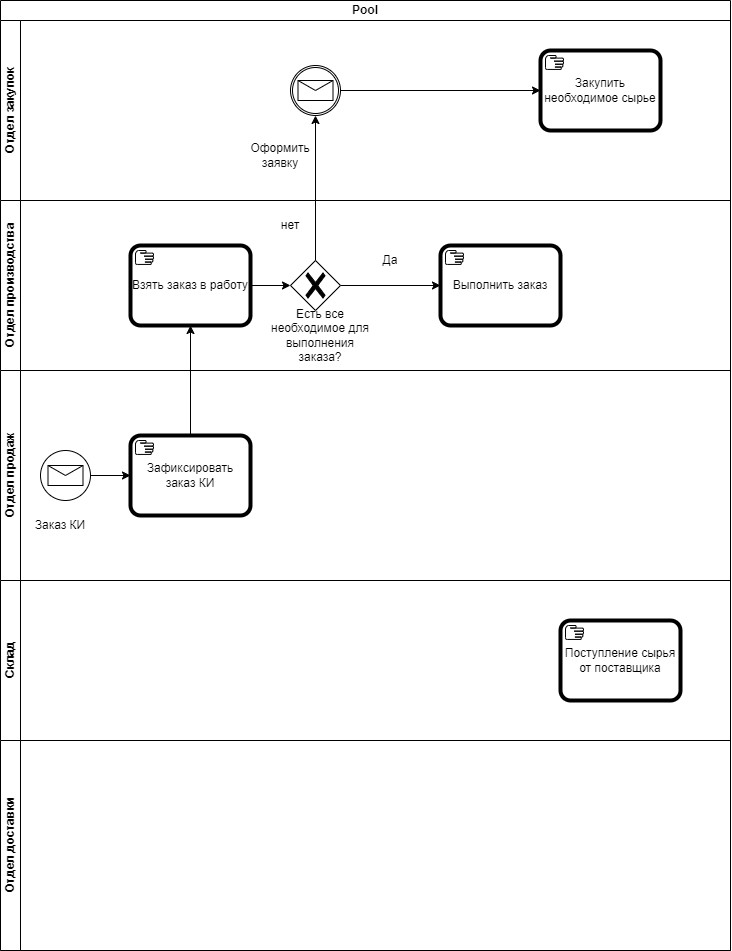 Pool
Отдел закупок
Закупить
необходимое сырье
Оформить
заявку
Отдел производства
нет
Взять заказ в работу
Да
Выполнить заказ
Есть все
необходимое для
выполнения
заказа?
Отдел продаж
Зафиксировать
заказ КИ
Заказ КИ
Склад
Поступление сырья
от поставщика
Отдел доставки